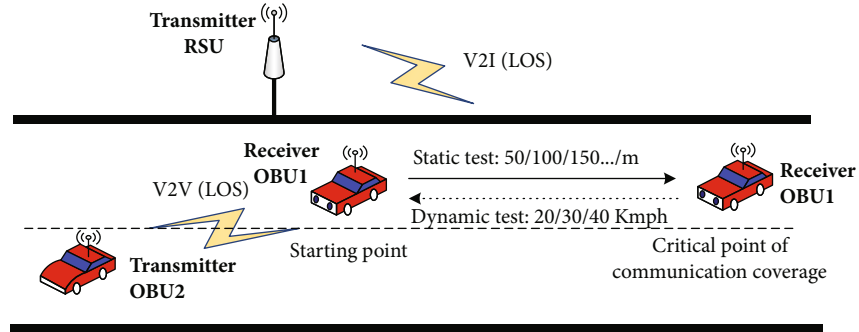 Transmitter
RSU
V2I (LOS)
Receiver
OBU1
Static test: 50/100/150.../m
Receiver
OBU1
V2V (LOS)
Dynamic test: 20/30/40 Kmph
Transmitter
OBU2
Starting point
Critical point of
communication coverage